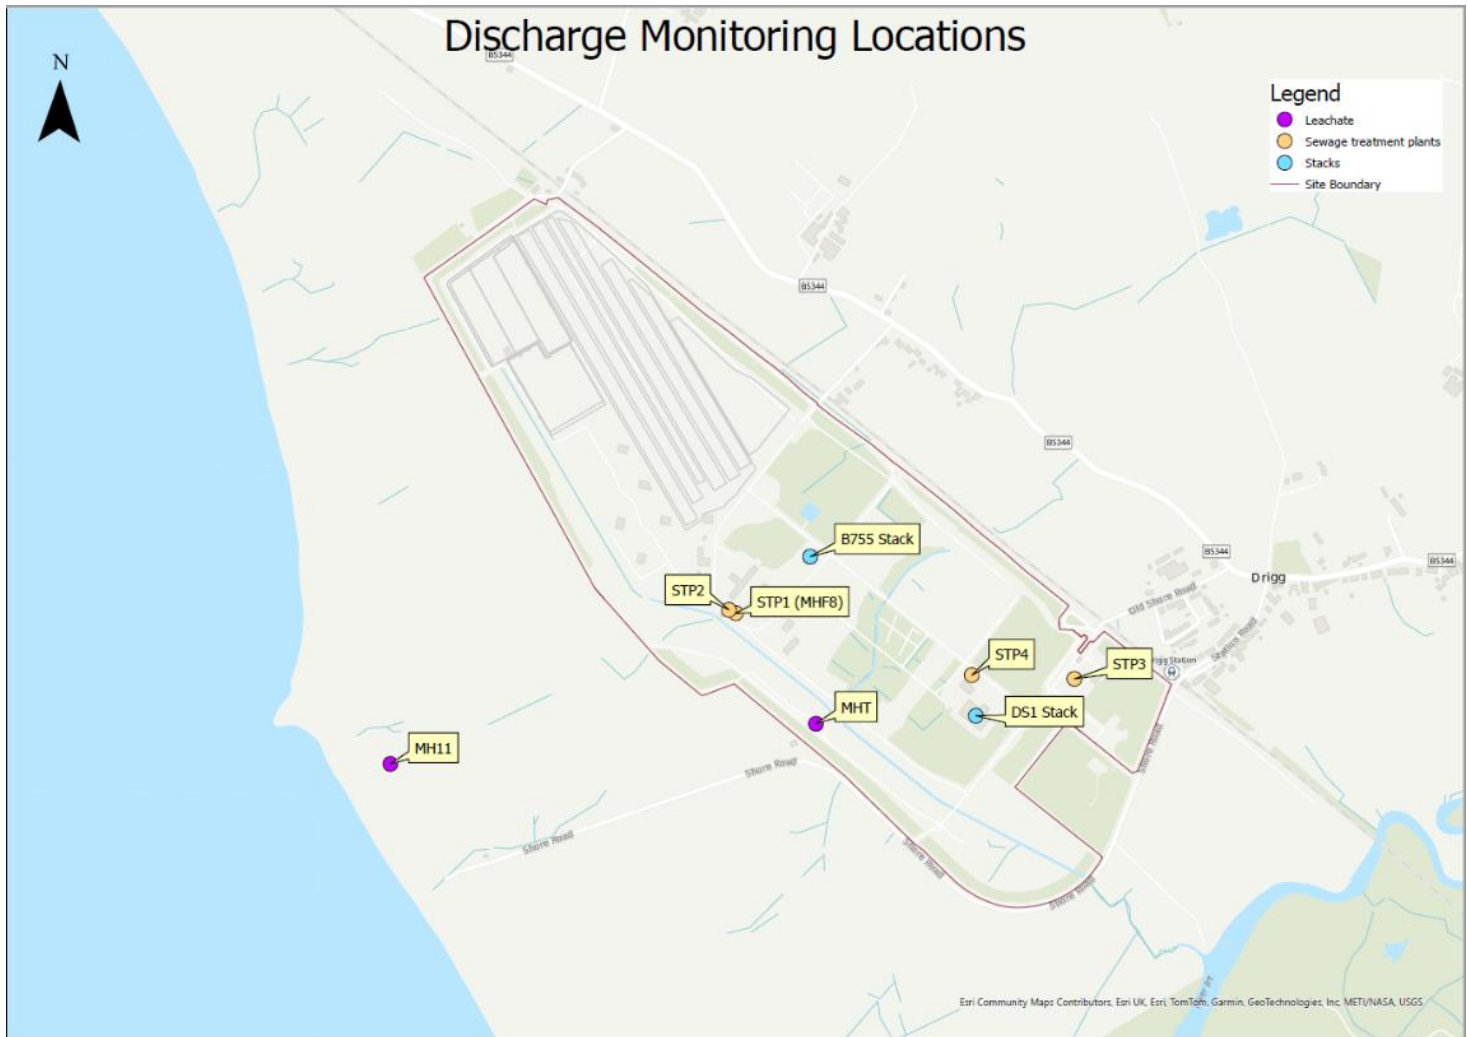 Discharge Monitoring Locations
N
B5344
Legend
Leachate
Sewage treatment plants
Stacks
Site Boundary
B5344
B5344
B755 Stack
B5344
B5344
Drigg
STP2
STP1 (MHF8)
Old Shore Road
Station Road
STP4
STP3
Drigg Station
MHT
DS1 Stack
MH11
Shore Road
Shore Road
Shore Road
Shore Road
Shore Road
Esri Community Maps Contributors, Esri UK, Esri, TomTom, Garmin, GeoTechnologies, Inc, METI/NASA, USGS